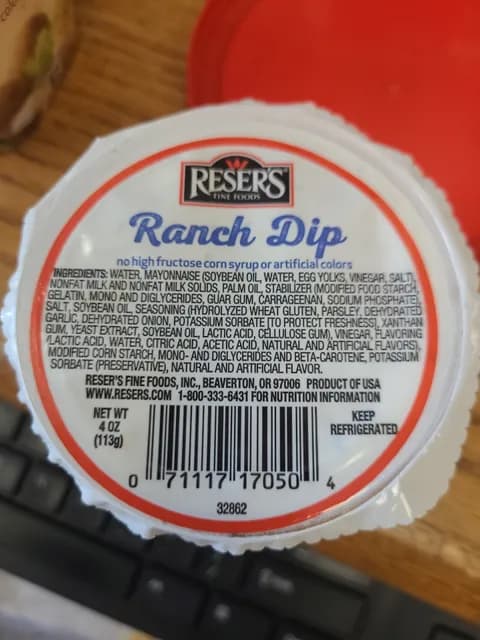 RESER'S
FINE FOODS
Ranch Dip
no high fructose corn syrup or artificial colors
INGREDIENTS: WATER, MAYONNAISE (SOYBEAN OIL, WATER, EGG YOLKS, VINEGAR, SALT),
NONFAT MILK AND NONFAT MILK SOLIDS, PALM OIL, STABILIZER (MODIFIED FOOD STARCH,
GELATIN, MONO AND DIGLYCERIDES, GUAR GUM, CARRAGEENAN, SODIUM PHOSPHATE),
SALT, SOYBEAN OIL, SEASONING (HYDROLYZED WHEAT GLUTEN, PARSLEY, DEHYDRATED
GARLIC, DEHYDRATED ONION, POTASSIUM SORBATE [TO PROTECT FRESHNESS], XANTHAN
GUM, YEAST EXTRACT, SOYBEAN OIL, LACTIC ACID, CELLULOSE GUM), VINEGAR, FLAVORING
(LACTIC ACID, WATER, CITRIC ACID, ACETIC ACID, NATURAL AND ARTIFICIAL FLAVORS),
MODIFIED CORN STARCH, MONO- AND DIGLYCERIDES AND BETA-CAROTENE, POTASSIUM
SORBATE (PRESERVATIVE), NATURAL AND ARTIFICIAL FLAVOR.
RESER'S FINE FOODS, INC., BEAVERTON, OR 97006 PRODUCT OF USA
WWW.RESERS.COM 1-800-333-6431 FOR NUTRITION INFORMATION
NET WT
4 OZ
(113g)
KEEP
REFRIGERATED
0 71117 17050 4
32862